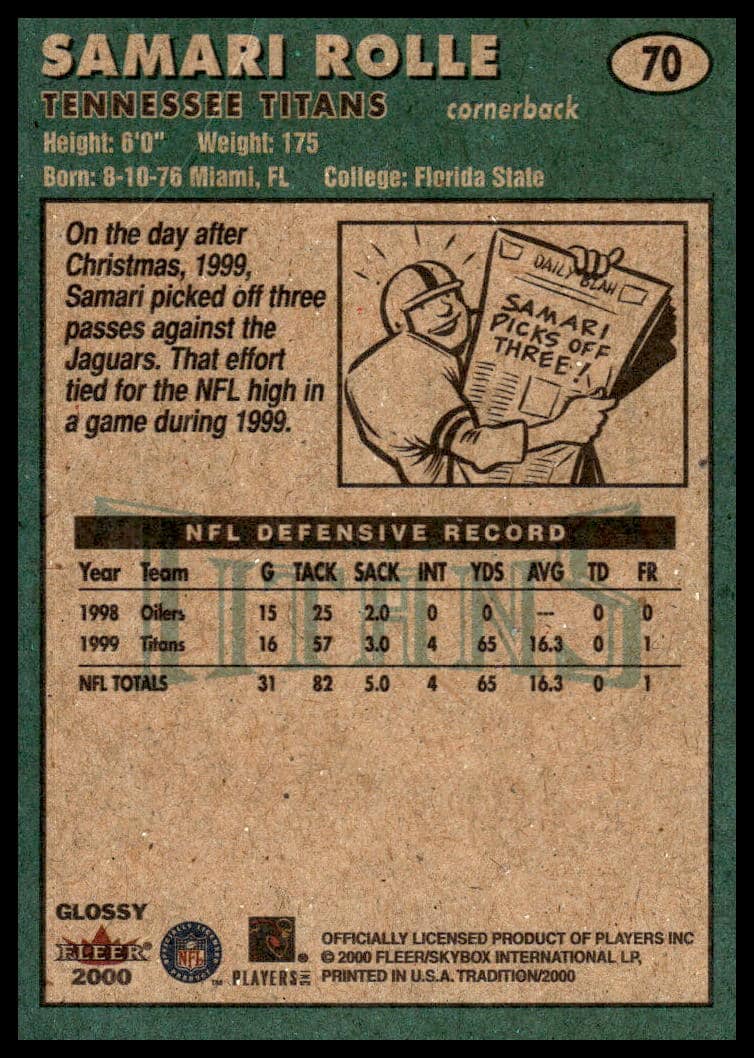 SAMARI ROLLE
70
TENNESSEE TITANS cornerback
Height: 6'0" Weight: 175
Born: 8-10-76 Miami, FL College: Florida State
On the day after
Christmas, 1999,
Samari picked off three
passes against the
Jaguars. That effort
tied for the NFL high in
a game during 1999.
DAILY BLAH
SAMARI
PICKS OFF
THREE!
TITANS
NFL DEFENSIVE RECORD
Year Team G TACK SACK INT YDS AVG TD FR
1998 Oilers 15 25 2.0 0 0 --- 0 0
1999 Titans 16 57 3.0 4 65 16.3 0 1
NFL TOTALS 31 82 5.0 4 65 16.3 0 1
GLOSSY
FLEER®
2000
NFL
™
PLAYERS INC
®
OFFICIALLY LICENSED PRODUCT OF PLAYERS INC
© 2000 FLEER/SKYBOX INTERNATIONAL LP,
PRINTED IN U.S.A. TRADITION/2000